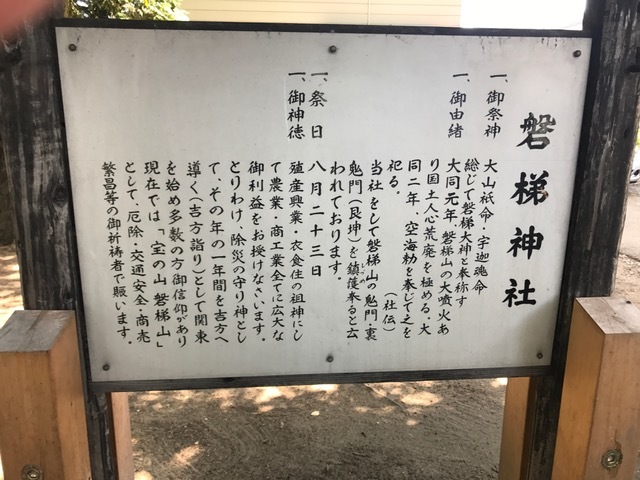 磐梯神社
一、御祭神
大山祇命・宇迦魂命
総じて磐梯大神と奉称す
一、御由緒
大同元年、磐梯山の大噴火あ
り国土人心荒廃を極める。大
同二年、空海勅を奉じて之を
祀る。 (社伝)
当社をして磐梯山の鬼門・裏
鬼門(艮坤)を鎮護奉ると云
われております。
一、祭日 八月二十三日
一、御神徳
殖産興業・衣食住の祖神にし
て農業・商工業全てに広大な
御利益をお授けなさいます。
とりわけ、除災の守り神とし
て、その年の一年間を吉方へ
導く(吉方詣り)として関東
を始め多数の方御信仰があり
現在では「宝の山磐梯山」
として、厄除・交通安全・商売
繁昌等の御祈祷者で賑います。